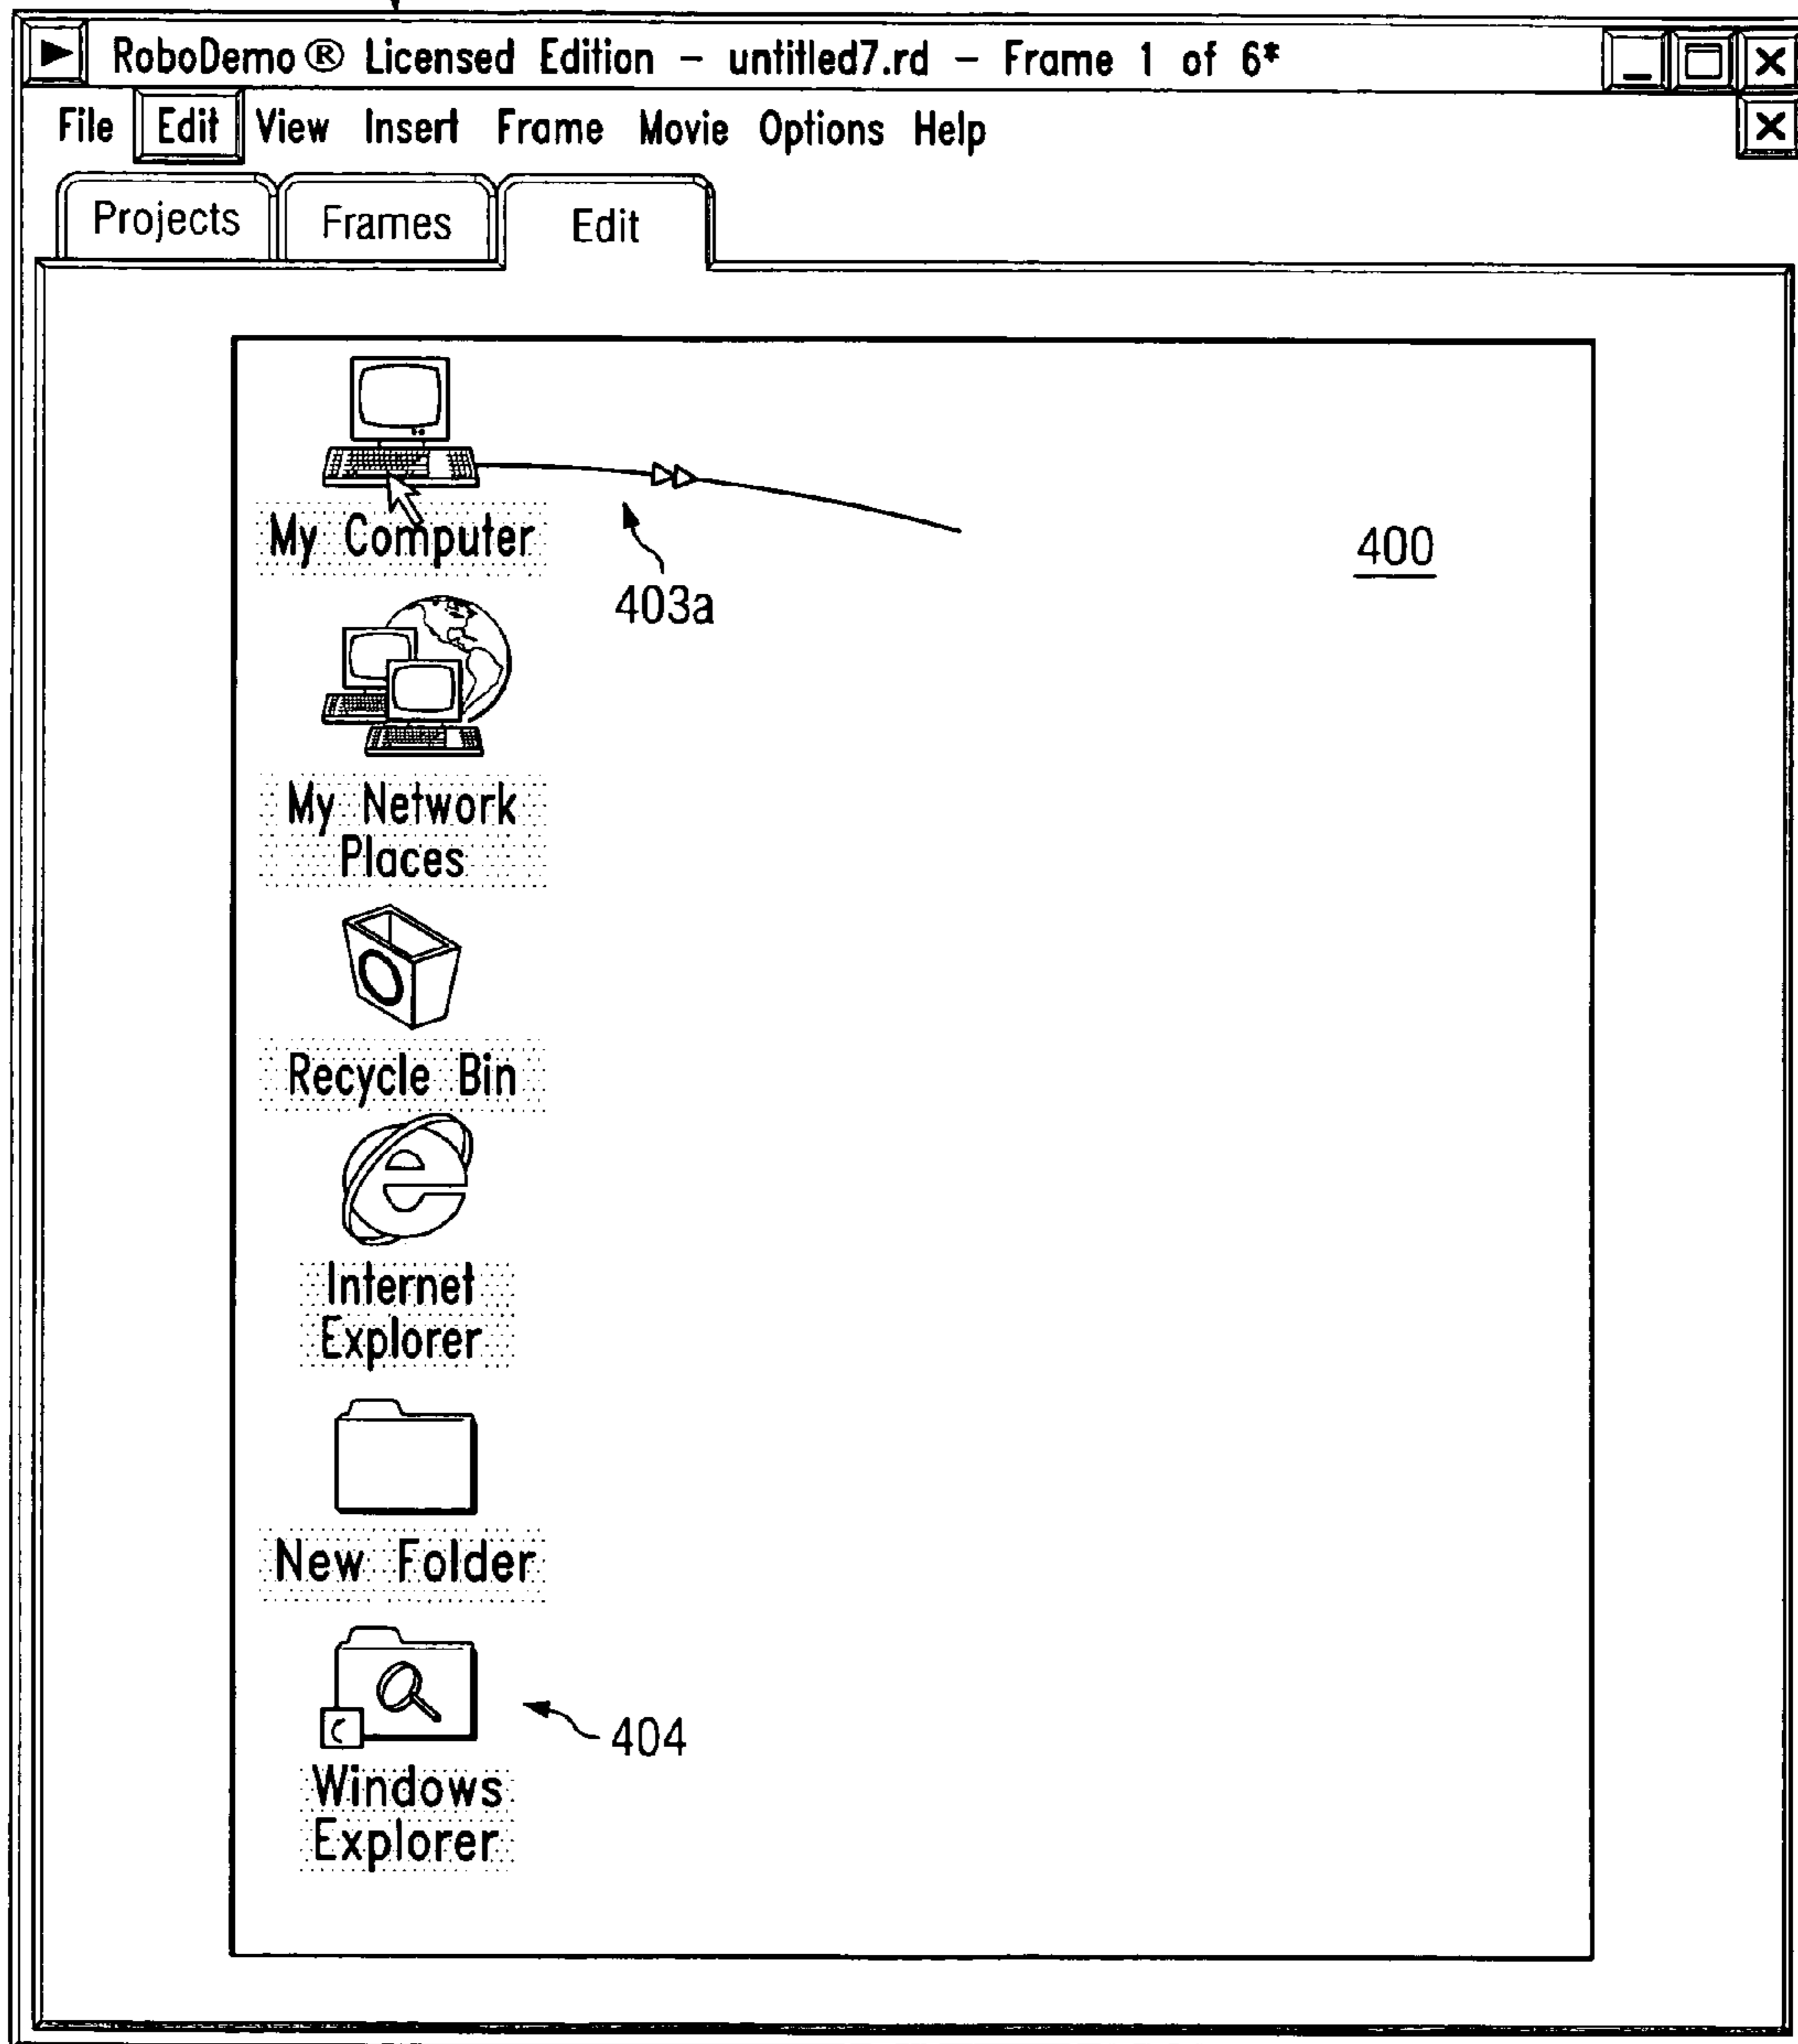 RoboDemo® Licensed Edition – untitled7.rd – Frame 1 of 6*
File Edit View Insert Frame Movie Options Help
Projects Frames Edit
My Computer
403a
400
My Network
Places
Recycle Bin
Internet
Explorer
New Folder
404
Windows
Explorer